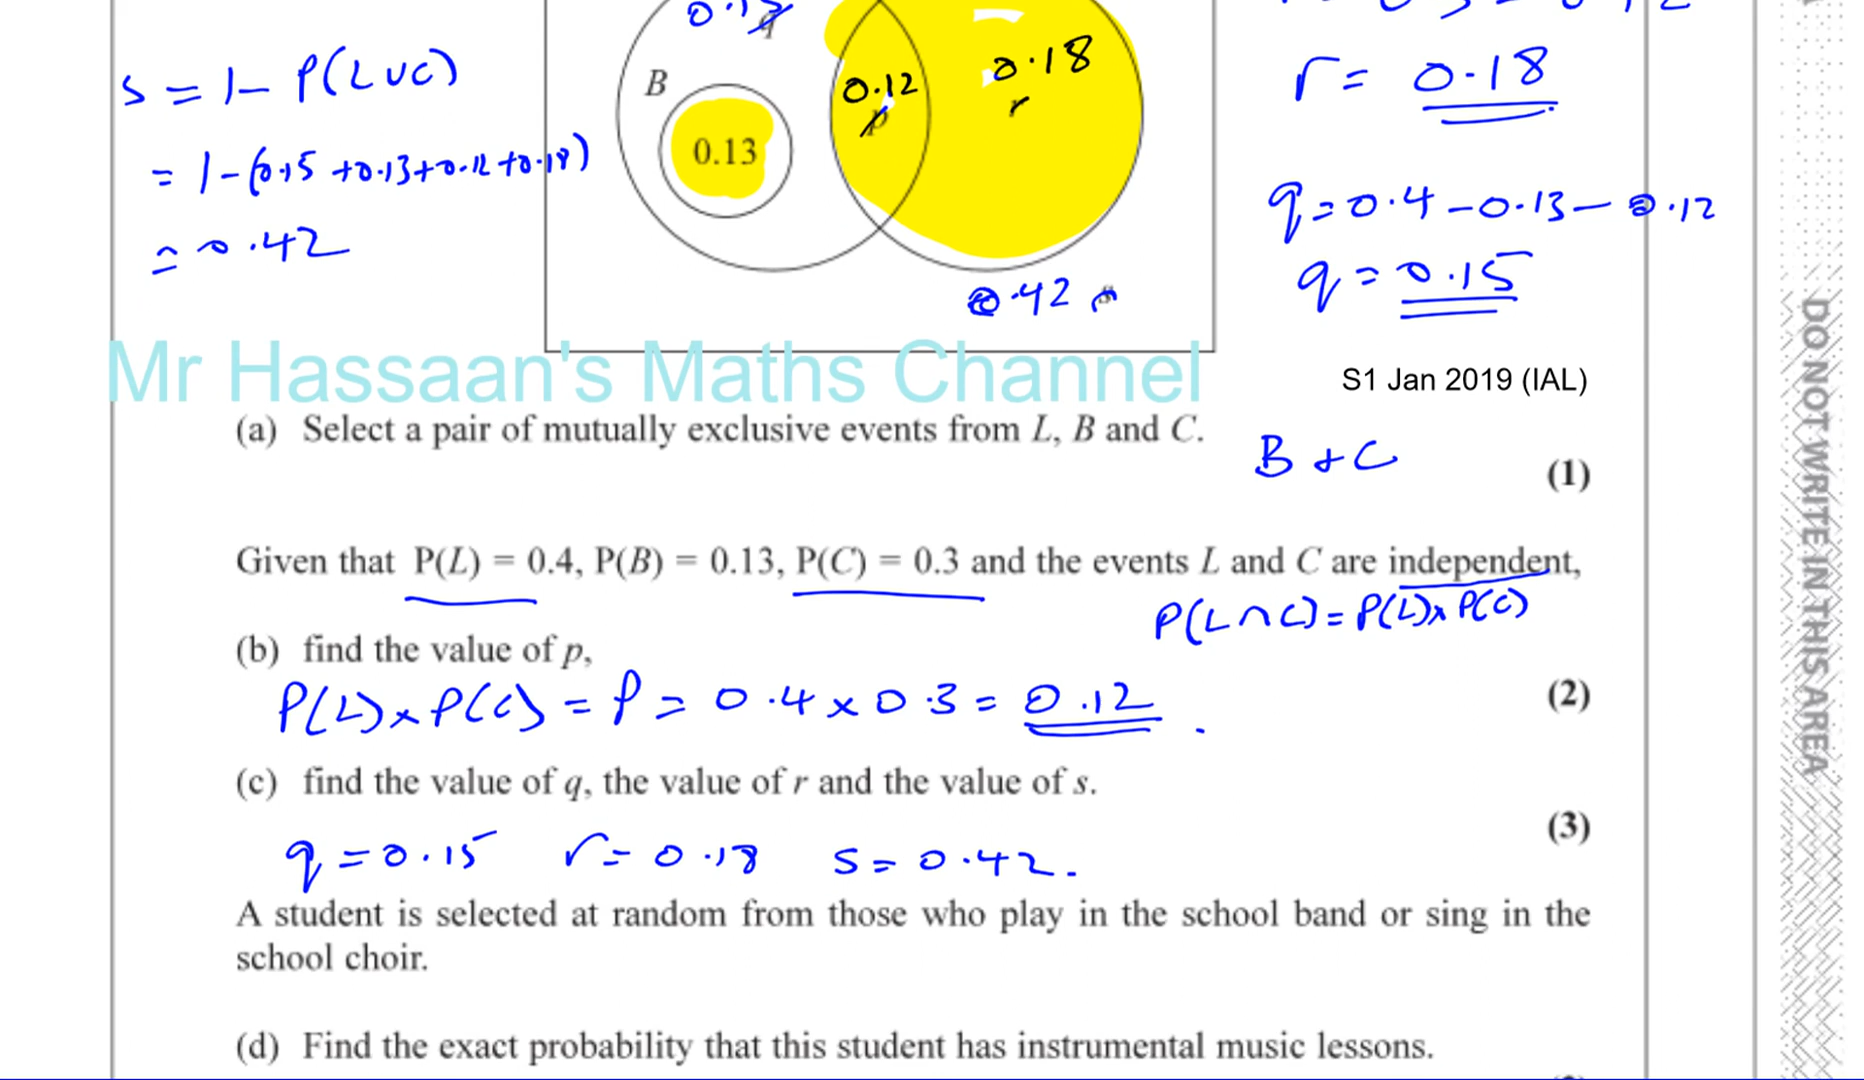 s = 1 - P(L∪C)
= 1-(0.15 +0.13+0.12+0.18)
= 0.42
B
0.13
0.12
p
0.18
r
0.42
r = 0.18
q = 0.4 - 0.13 - 0.12
q = 0.15
Mr Hassaan's Maths Channel
S1 Jan 2019 (IAL)
(a) Select a pair of mutually exclusive events from L, B and C.
B + C
(1)
Given that P(L) = 0.4, P(B) = 0.13, P(C) = 0.3 and the events L and C are independent,
P(L∩C) = P(L)×P(C)
(b) find the value of p,
P(L)×P(C) = P = 0.4 × 0.3 = 0.12
(2)
(c) find the value of q, the value of r and the value of s.
(3)
q = 0.15 r = 0.18 s = 0.42.
A student is selected at random from those who play in the school band or sing in the
school choir.
(d) Find the exact probability that this student has instrumental music lessons.
DO NOT WRITE IN THIS AREA